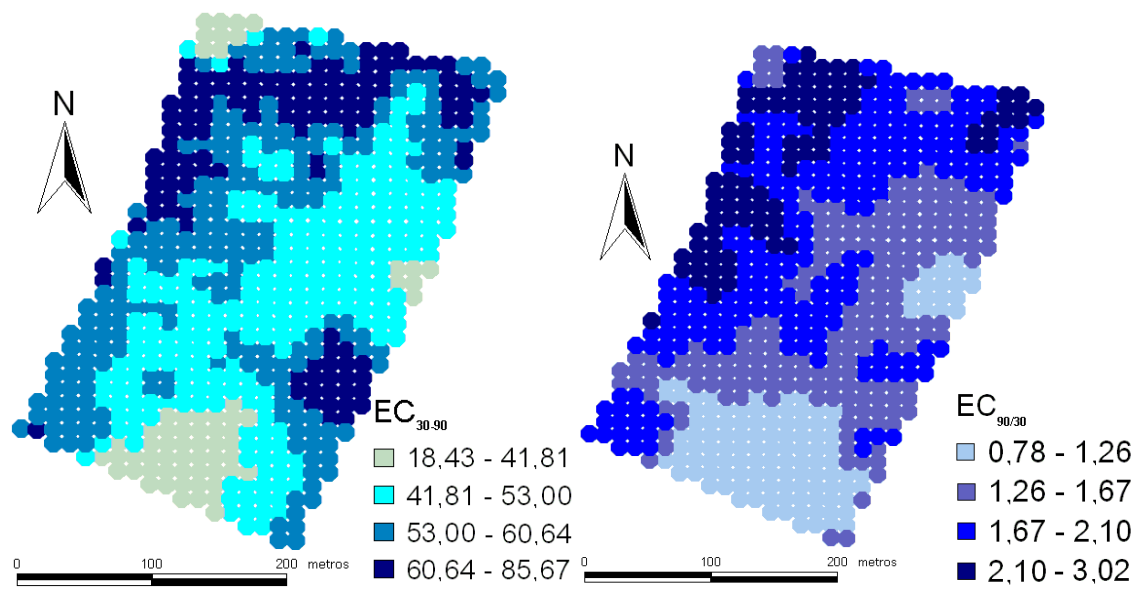 N
EC30-90
18,43 - 41,81
41,81 - 53,00
53,00 - 60,64
60,64 - 85,67
0 100 200 metros
N
EC90/30
0,78 - 1,26
1,26 - 1,67
1,67 - 2,10
2,10 - 3,02
0 100 200 metros